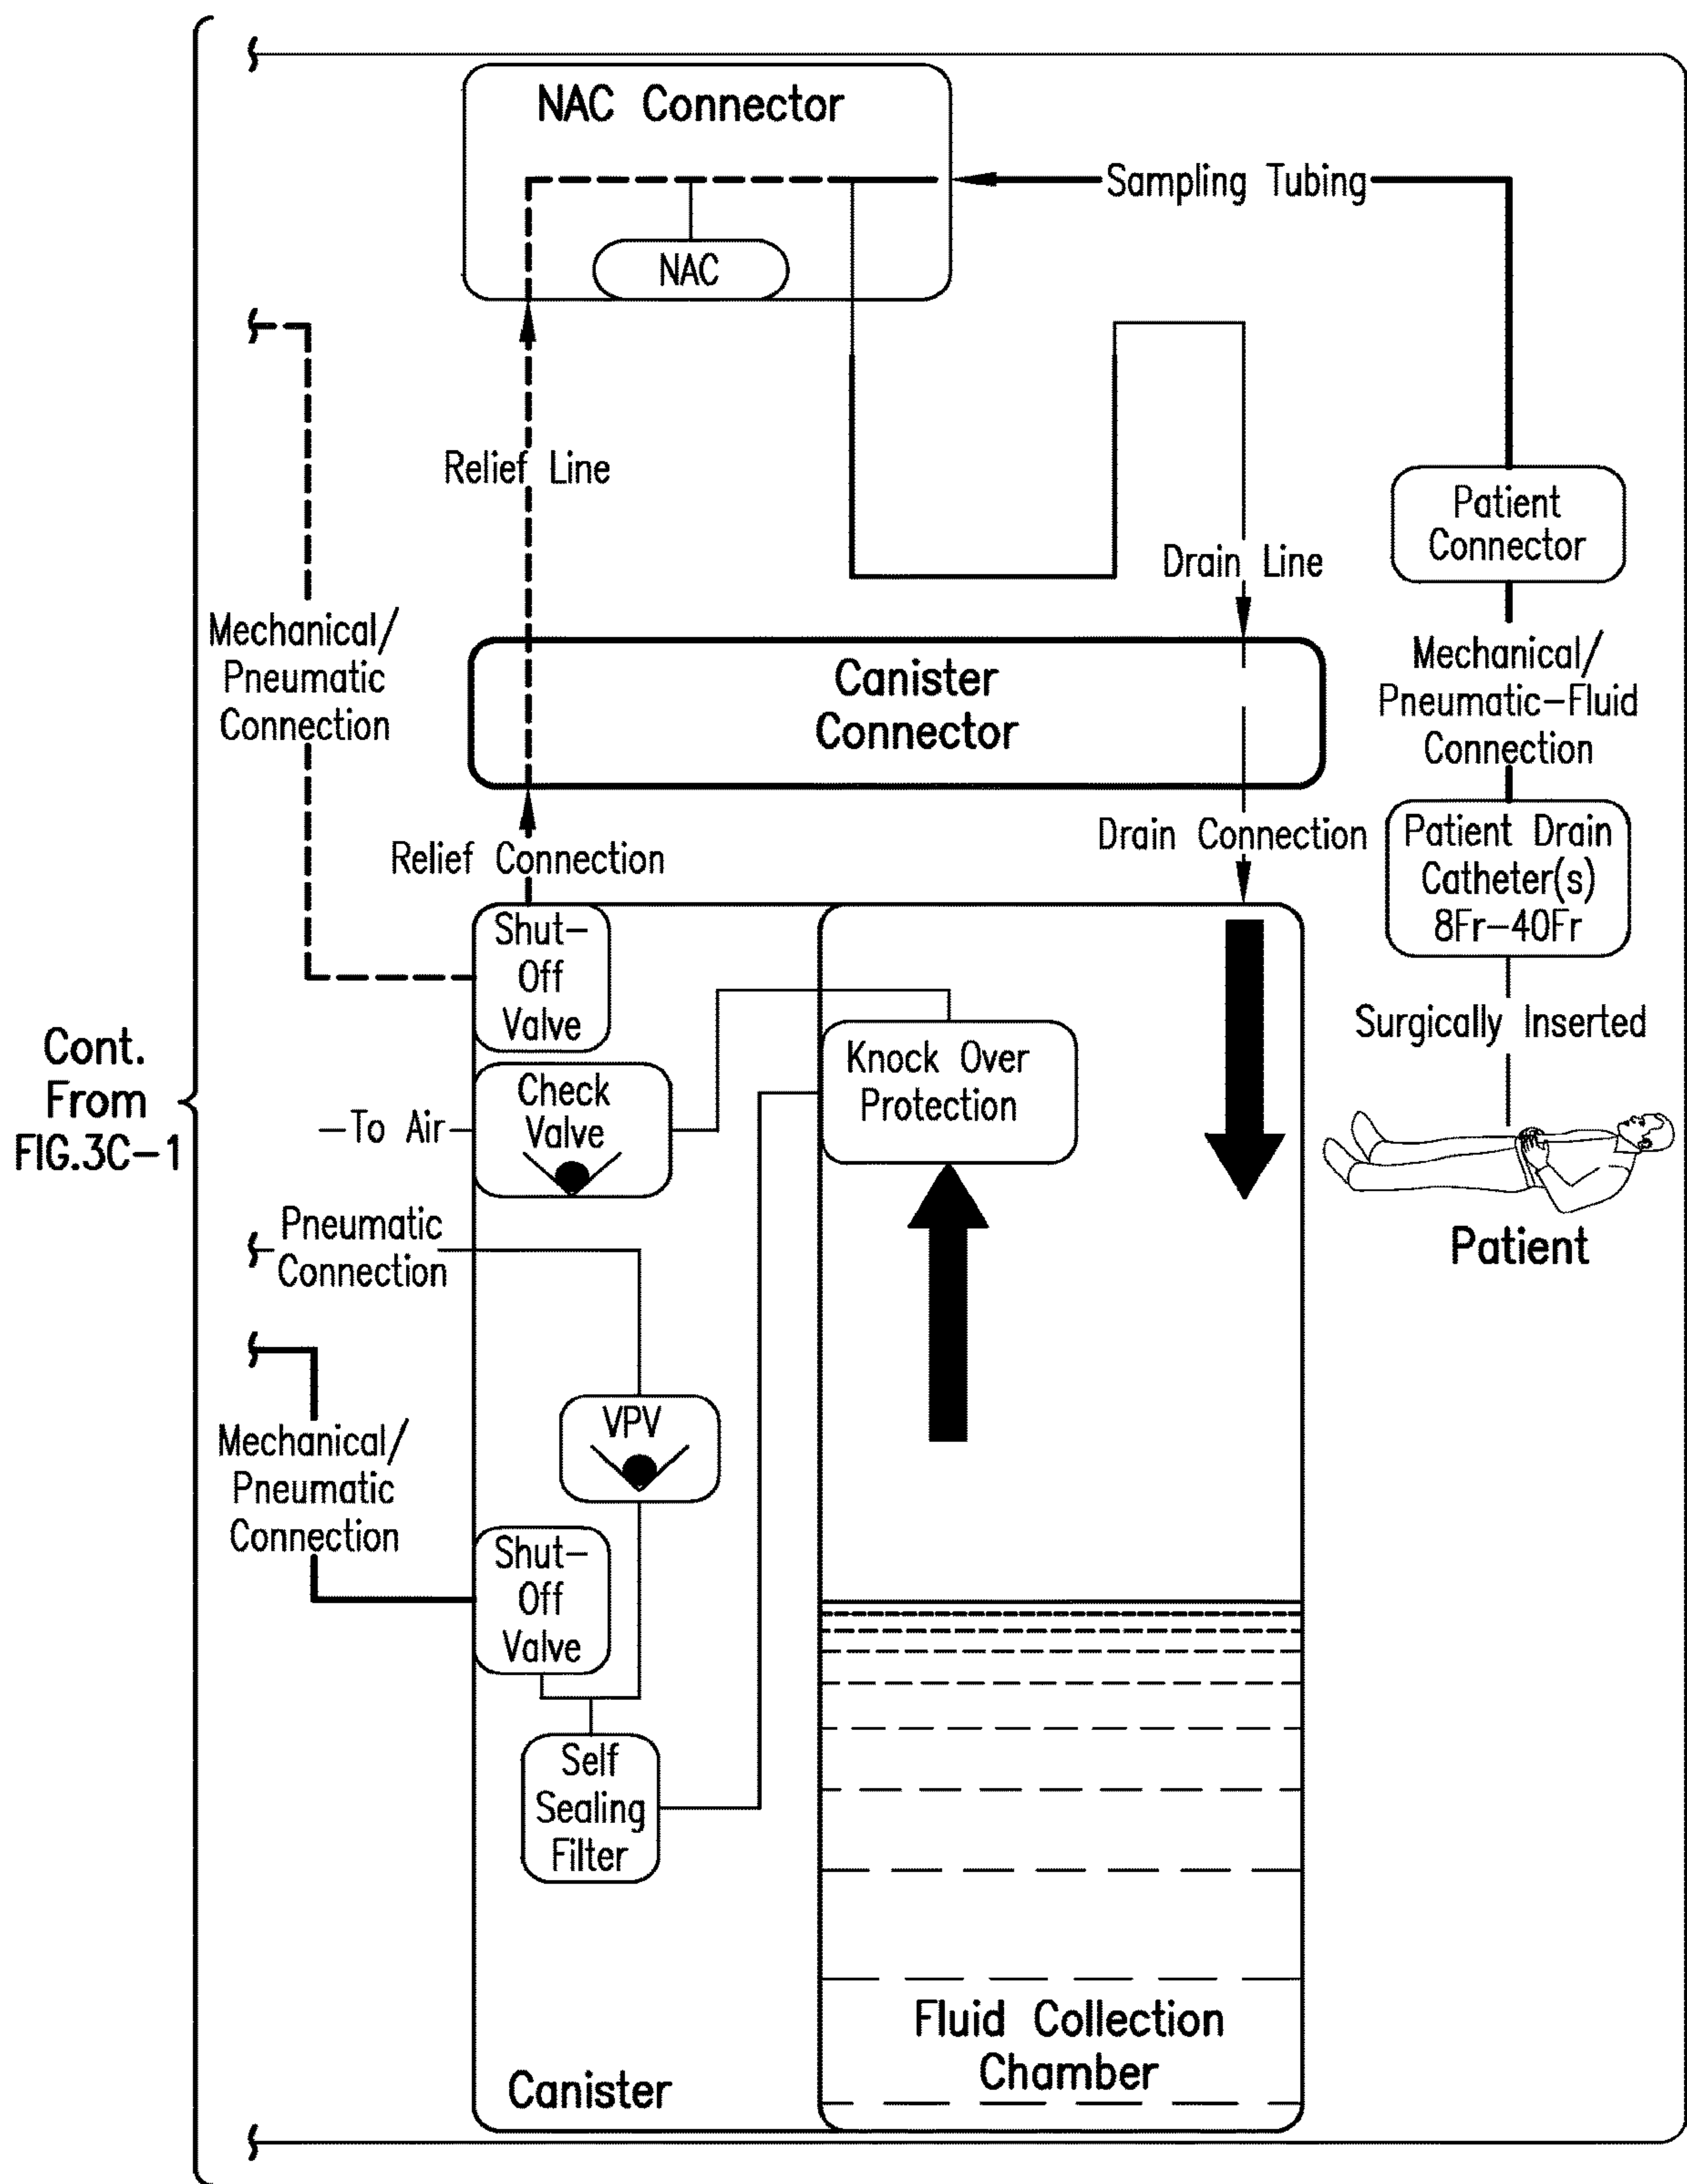 NAC Connector
Sampling Tubing
NAC
Relief Line
Patient
Connector
Drain Line
Mechanical/
Pneumatic
Connection
Canister
Connector
Mechanical/
Pneumatic-Fluid
Connection
Relief Connection
Drain Connection
Patient Drain
Catheter(s)
8Fr-40Fr
Shut-
Off
Valve
Surgically Inserted
Cont.
From
FIG.3C-1
To Air
Check
Valve
Knock Over
Protection
Patient
Pneumatic
Connection
VPV
Mechanical/
Pneumatic
Connection
Shut-
Off
Valve
Self
Sealing
Filter
Fluid Collection
Chamber
Canister